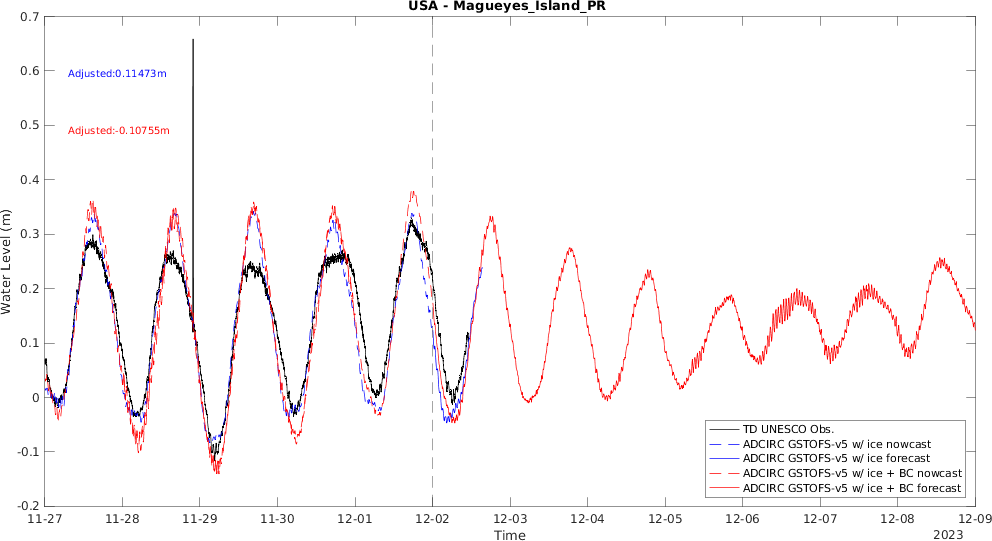 USA - Magueyes_Island_PR
0.7
0.6
0.5
0.4
0.3
0.2
0.1
0
-0.1
-0.2
Water Level (m)
Adjusted:0.11473m
Adjusted:-0.10755m
TD UNESCO Obs.
ADCIRC GSTOFS-v5 w/ ice nowcast
ADCIRC GSTOFS-v5 w/ ice forecast
ADCIRC GSTOFS-v5 w/ ice + BC nowcast
ADCIRC GSTOFS-v5 w/ ice + BC forecast
11-27 11-28 11-29 11-30 12-01 12-02 12-03 12-04 12-05 12-06 12-07 12-08 12-09
Time
2023